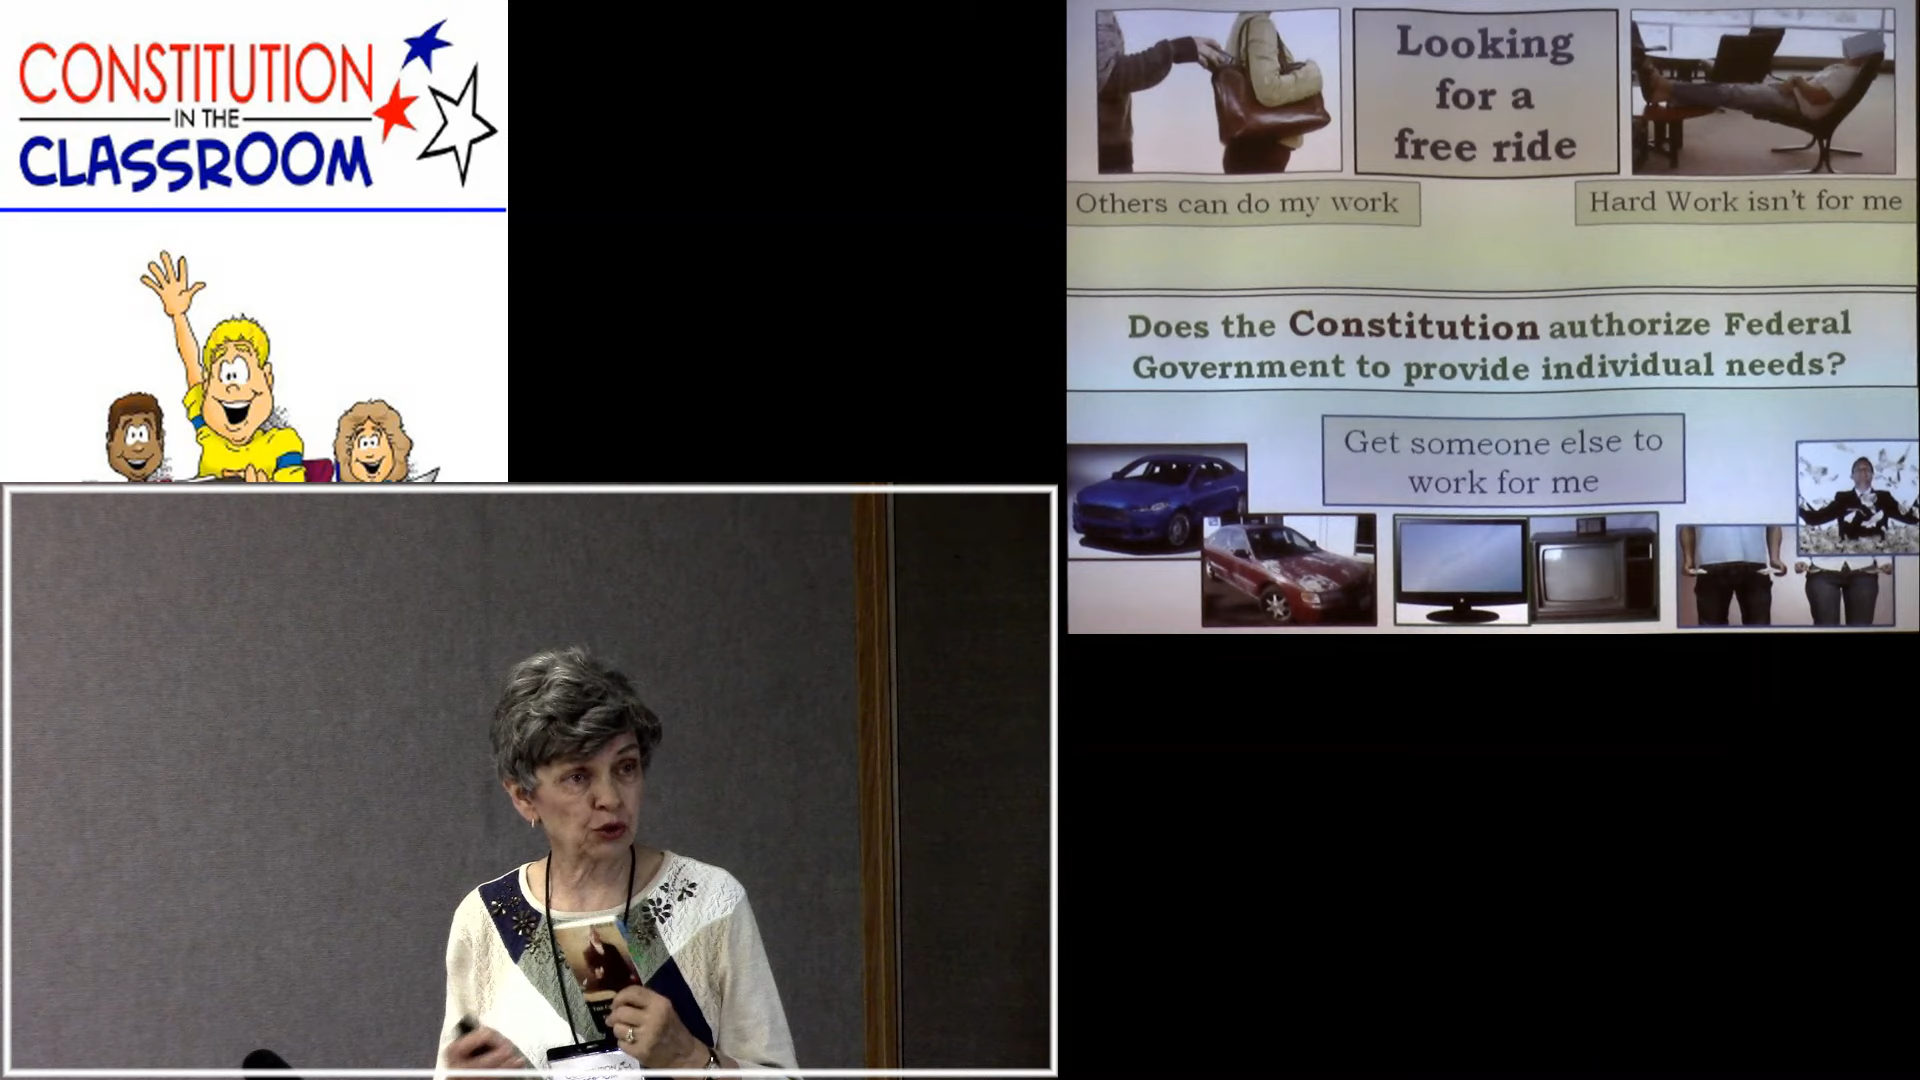 CONSTITUTION
IN THE
CLASSROOM
Looking
for a
free ride
Others can do my work
Hard Work isn't for me
Does the Constitution authorize Federal
Government to provide individual needs?
Get someone else to
work for me